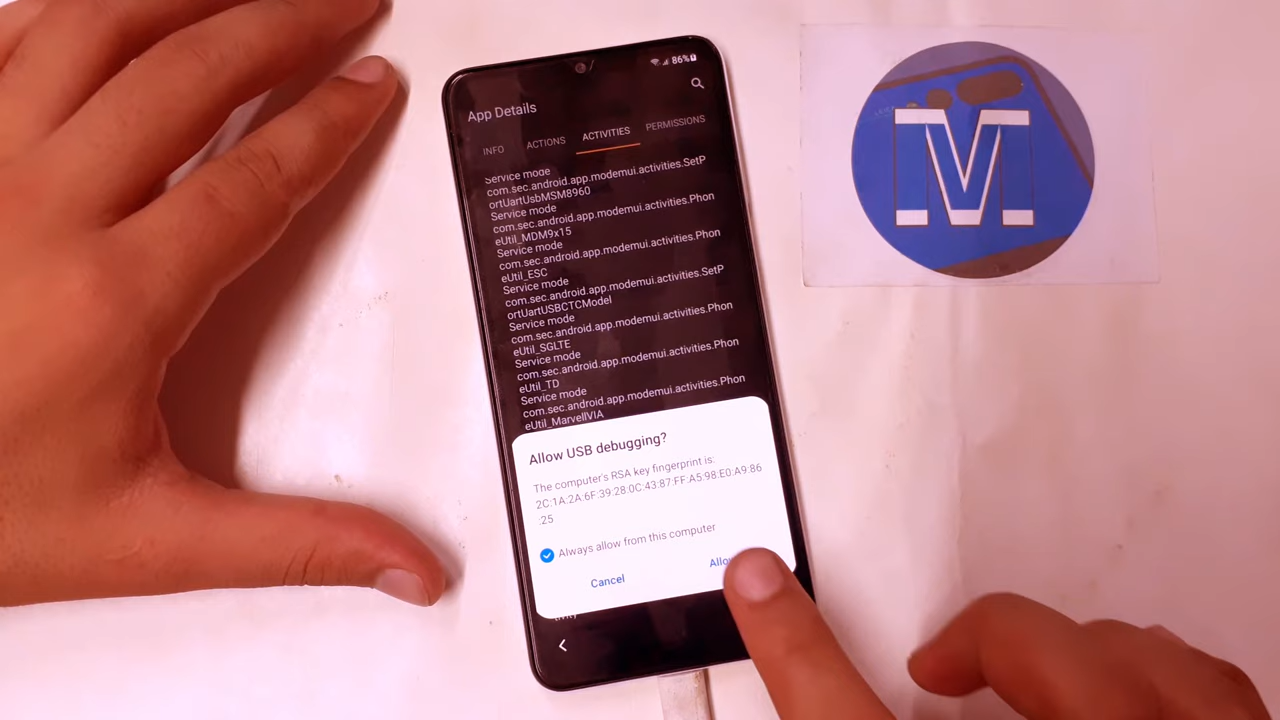 86%
App Details
INFO ACTIONS ACTIVITIES PERMISSIONS
Service mode
com.sec.android.app.modemui.activities.SetP
ortUartUsbMSM8960
Service mode
com.sec.android.app.modemui.activities.Phon
eUtil_MDM9x15
Service mode
com.sec.android.app.modemui.activities.Phon
eUtil_ESC
Service mode
com.sec.android.app.modemui.activities.SetP
ortUartUSBCTCModel
Service mode
com.sec.android.app.modemui.activities.Phon
eUtil_SGLTE
Service mode
com.sec.android.app.modemui.activities.Phon
eUtil_TD
Service mode
com.sec.android.app.modemui.activities.Phon
eUtil_MarvellVIA
Allow USB debugging?
The computer's RSA key fingerprint is:
2C:1A:2A:6F:39:28:0C:43:87:FF:A5:98:E0:A9:86
:25
Always allow from this computer
Cancel Allo
M